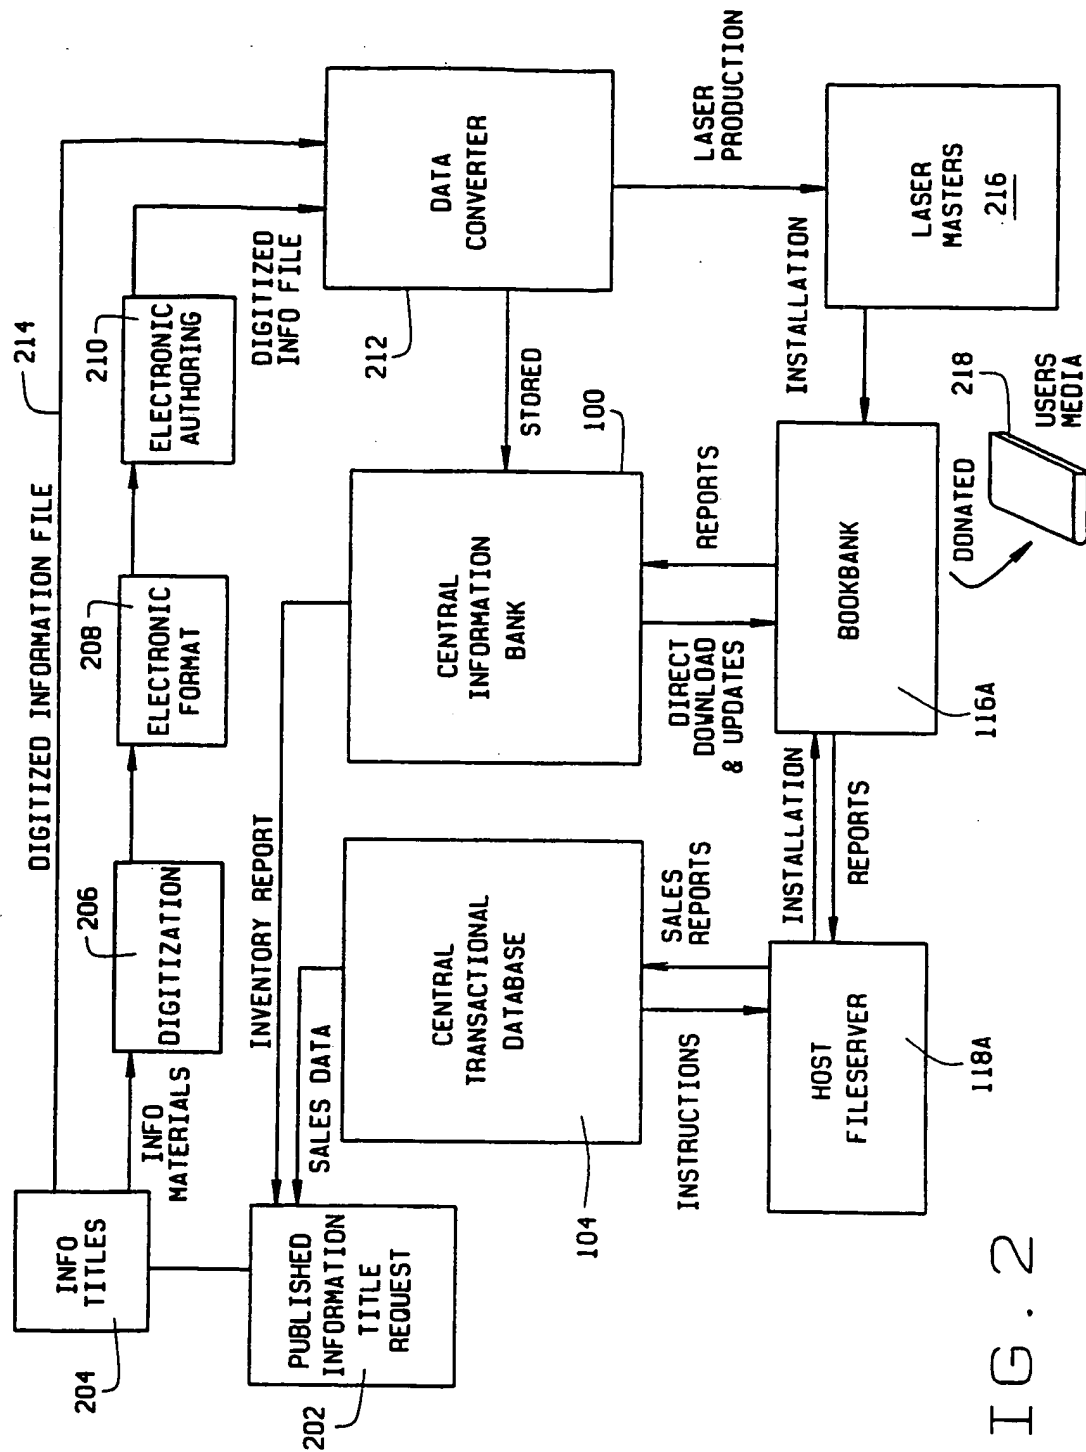 DIGITIZED INFORMATION FILE
214
INFO
TITLES
204
INFO
MATERIALS
DIGITIZATION
206
ELECTRONIC
FORMAT
208
ELECTRONIC
AUTHORING
210
DIGITIZED
INFO FILE
PUBLISHED
INFORMATION
TITLE
REQUEST
202
INVENTORY REPORT
SALES DATA
CENTRAL
TRANSACTIONAL
DATABASE
104
CENTRAL
INFORMATION
BANK
100
STORED
DATA
CONVERTER
212
INSTRUCTIONS
SALES
REPORTS
DIRECT
DOWNLOAD
& UPDATES
REPORTS
LASER
PRODUCTION
HOST
FILESERVER
118A
INSTALLATION
REPORTS
BOOKBANK
116A
INSTALLATION
LASER
MASTERS
216
DONATED
218
USERS
MEDIA
IG. 2